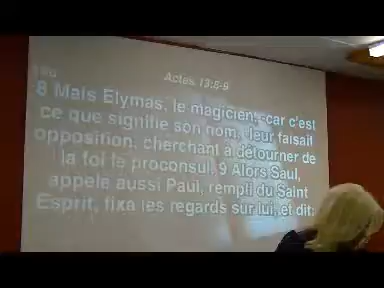 Actes 13:8-9
8 Mais Elymas, le magicien, -car c'est
ce que signifie son nom, -leur faisait
opposition, cherchant à détourner de
la foi le proconsul. 9 Alors Saul,
appelé aussi Paul, rempli du Saint
Esprit, fixa les regards sur lui, et dit: